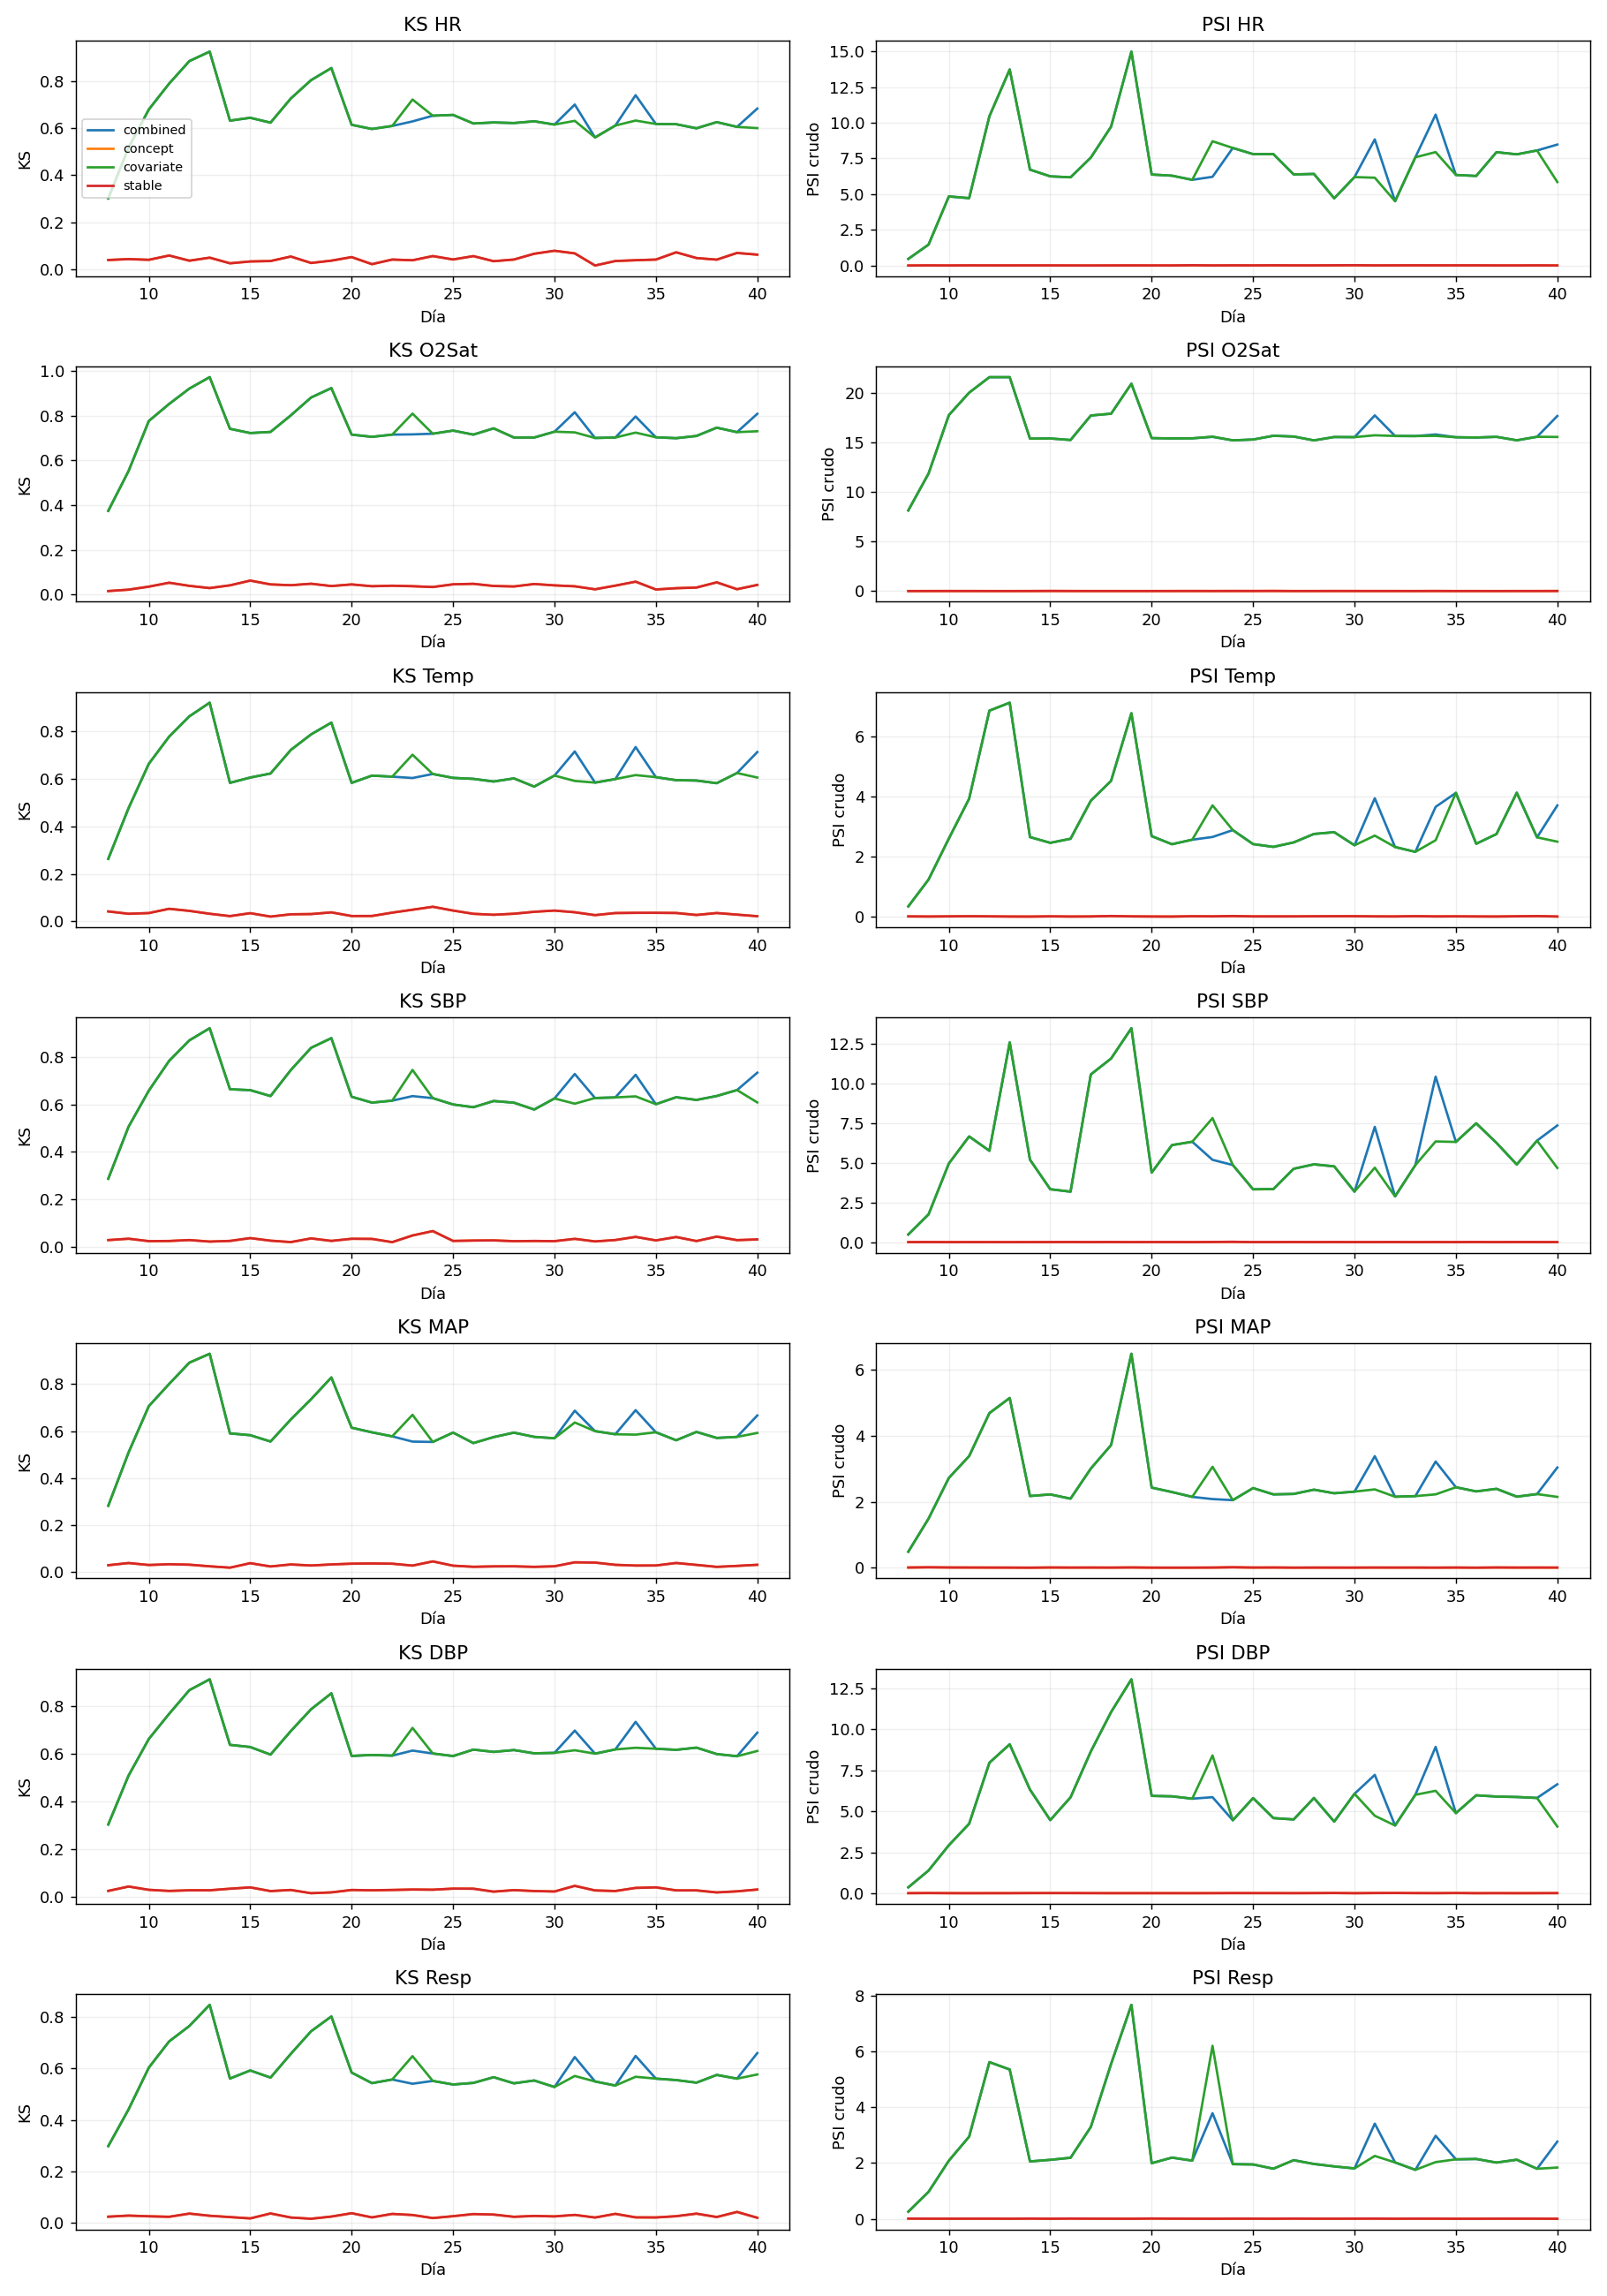 KS HR
KS
0.8
0.6
0.4
0.2
0.0
combined
concept
covariate
stable
10 15 20 25 30 35 40
Día
PSI HR
PSI crudo
15.0
12.5
10.0
7.5
5.0
2.5
0.0
10 15 20 25 30 35 40
Día
KS O2Sat
KS
1.0
0.8
0.6
0.4
0.2
0.0
10 15 20 25 30 35 40
Día
PSI O2Sat
PSI crudo
20
15
10
5
0
10 15 20 25 30 35 40
Día
KS Temp
KS
0.8
0.6
0.4
0.2
0.0
10 15 20 25 30 35 40
Día
PSI Temp
PSI crudo
6
4
2
0
10 15 20 25 30 35 40
Día
KS SBP
KS
0.8
0.6
0.4
0.2
0.0
10 15 20 25 30 35 40
Día
PSI SBP
PSI crudo
12.5
10.0
7.5
5.0
2.5
0.0
10 15 20 25 30 35 40
Día
KS MAP
KS
0.8
0.6
0.4
0.2
0.0
10 15 20 25 30 35 40
Día
PSI MAP
PSI crudo
6
4
2
0
10 15 20 25 30 35 40
Día
KS DBP
KS
0.8
0.6
0.4
0.2
0.0
10 15 20 25 30 35 40
Día
PSI DBP
PSI crudo
12.5
10.0
7.5
5.0
2.5
0.0
10 15 20 25 30 35 40
Día
KS Resp
KS
0.8
0.6
0.4
0.2
0.0
10 15 20 25 30 35 40
Día
PSI Resp
PSI crudo
8
6
4
2
0
10 15 20 25 30 35 40
Día